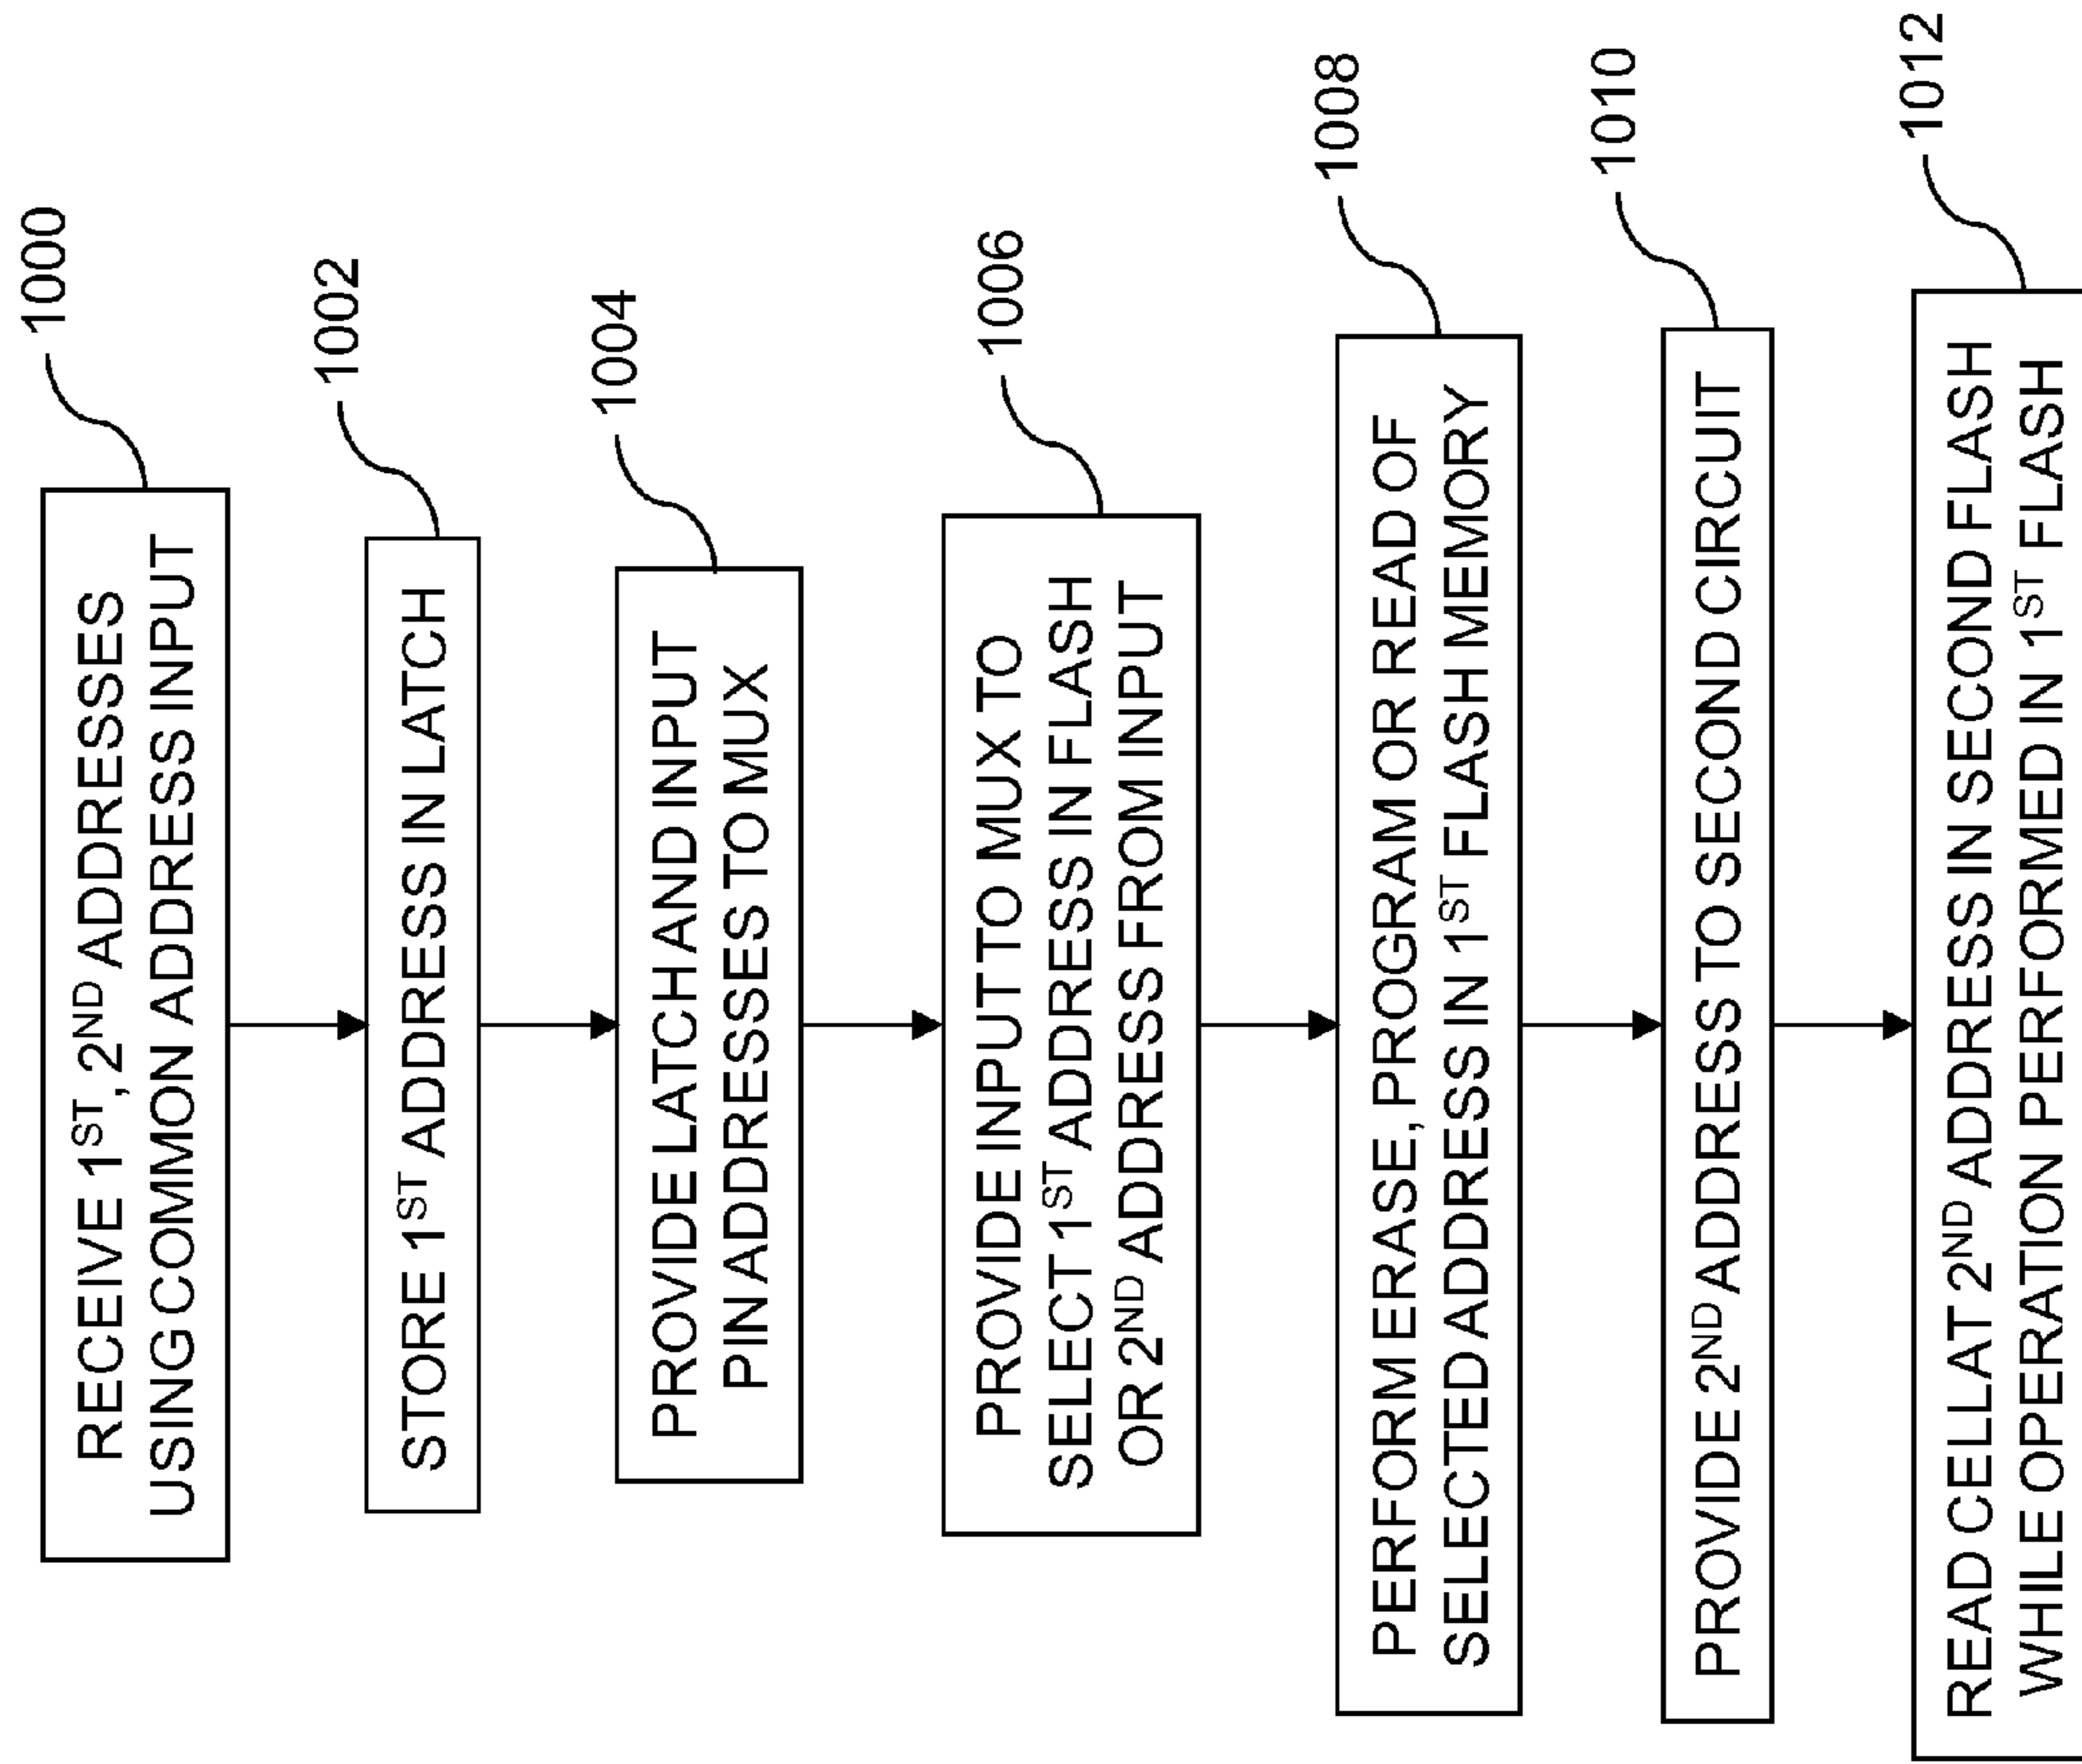 1000
RECEIVE 1ST, 2ND ADDRESSES
USING COMMON ADDRESS INPUT
1002
STORE 1ST ADDRESS IN LATCH
1004
PROVIDE LATCH AND INPUT
PIN ADDRESSES TO MUX
1006
PROVIDE INPUT TO MUX TO
SELECT 1ST ADDRESS IN FLASH
OR 2ND ADDRESS FROM INPUT
1008
PERFORM ERASE, PROGRAM OR READ OF
SELECTED ADDRESS IN 1ST FLASH MEMORY
1010
PROVIDE 2ND ADDRESS TO SECOND CIRCUIT
1012
READ CELL AT 2ND ADDRESS IN SECOND FLASH
WHILE OPERATION PERFORMED IN 1ST FLASH